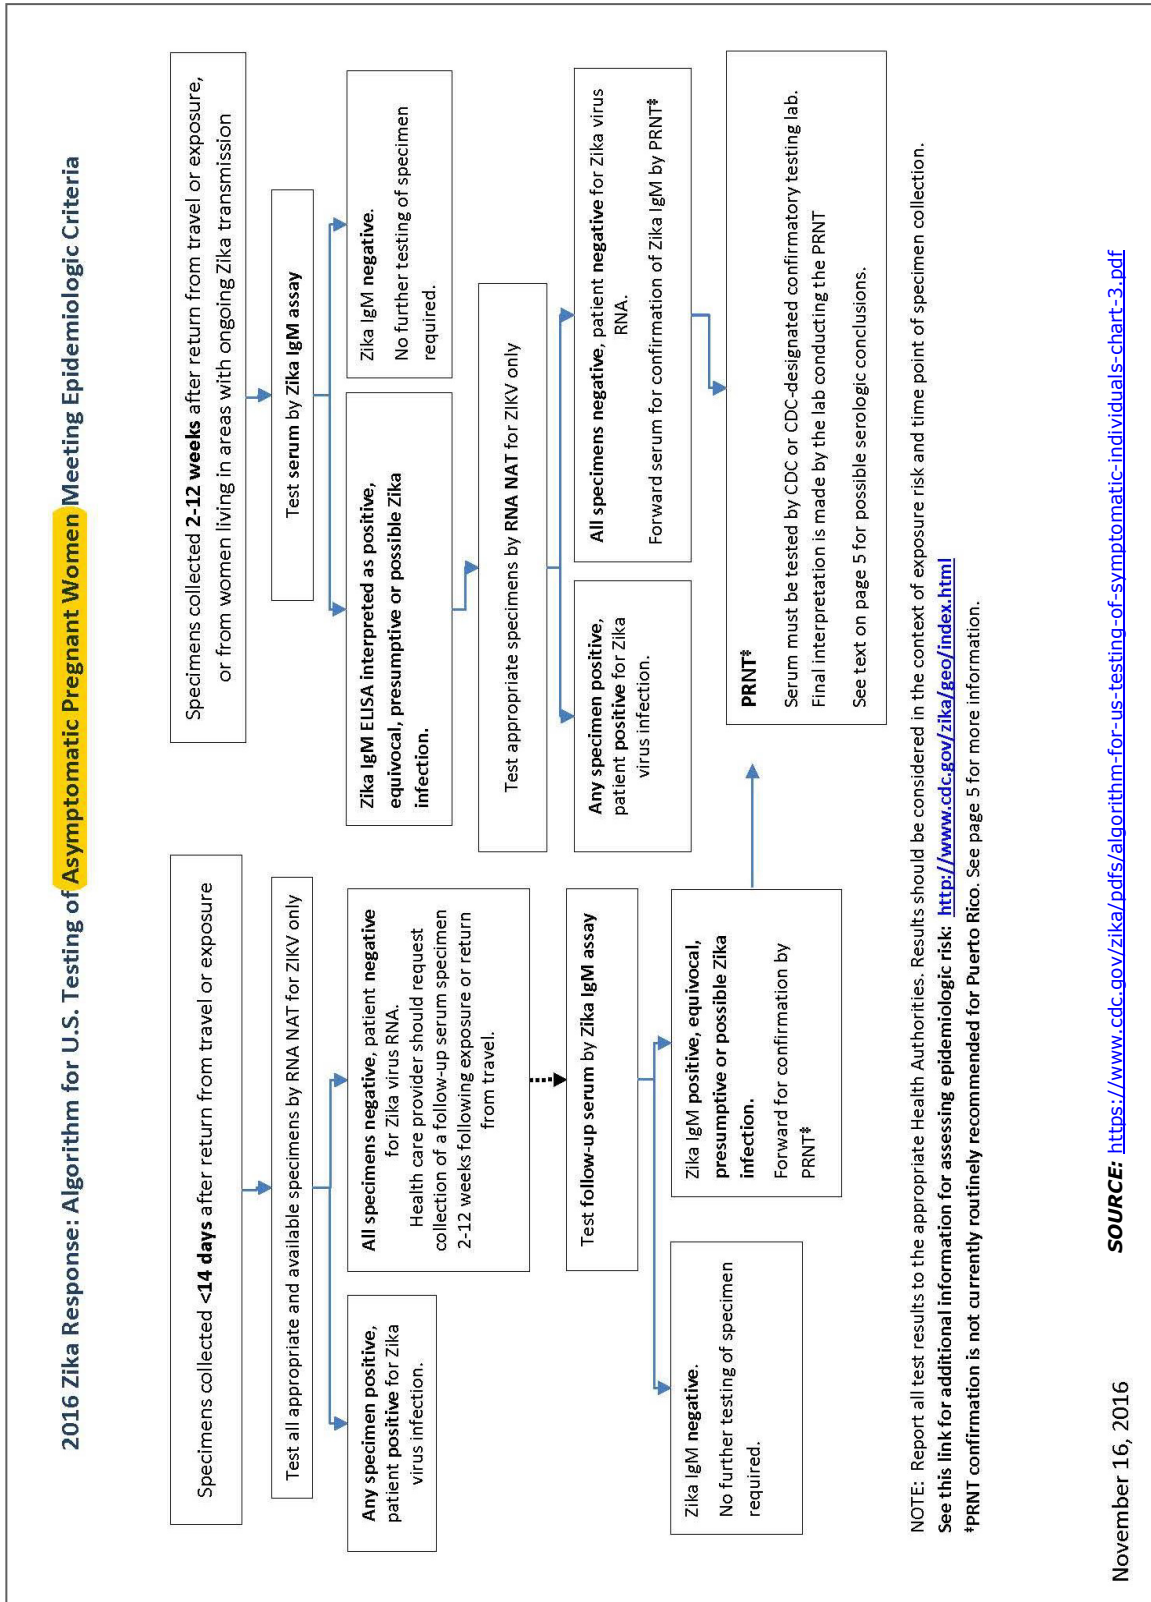 2016 Zika Response: Algorithm for U.S. Testing of Asymptomatic Pregnant Women Meeting Epidemiologic Criteria
Specimens collected <14 days after return from travel or exposure
Test all appropriate and available specimens by RNA NAT for ZIKV only
Any specimen positive,
patient positive for Zika
virus infection.
All specimens negative, patient negative
for Zika virus RNA.
Health care provider should request
collection of a follow-up serum specimen
2-12 weeks following exposure or return
from travel.
Test follow-up serum by Zika IgM assay
Zika IgM negative.
No further testing of specimen
required.
Zika IgM positive, equivocal,
presumptive or possible Zika
infection.
Forward for confirmation by
PRNT‡
Specimens collected 2-12 weeks after return from travel or exposure,
or from women living in areas with ongoing Zika transmission
Test serum by Zika IgM assay
Zika IgM ELISA interpreted as positive,
equivocal, presumptive or possible Zika
infection.
Zika IgM negative.
No further testing of specimen
required.
Test appropriate specimens by RNA NAT for ZIKV only
Any specimen positive,
patient positive for Zika
virus infection.
All specimens negative, patient negative for Zika virus
RNA.
Forward serum for confirmation of Zika IgM by PRNT‡
PRNT‡
Serum must be tested by CDC or CDC-designated confirmatory testing lab.
Final interpretation is made by the lab conducting the PRNT
See text on page 5 for possible serologic conclusions.
NOTE: Report all test results to the appropriate Health Authorities. Results should be considered in the context of exposure risk and time point of specimen collection.
See this link for additional information for assessing epidemiologic risk: http://www.cdc.gov/zika/geo/index.html
‡PRNT confirmation is not currently routinely recommended for Puerto Rico. See page 5 for more information.
November 16, 2016
SOURCE: https://www.cdc.gov/zika/pdfs/algorithm-for-us-testing-of-symptomatic-individuals-chart-3.pdf